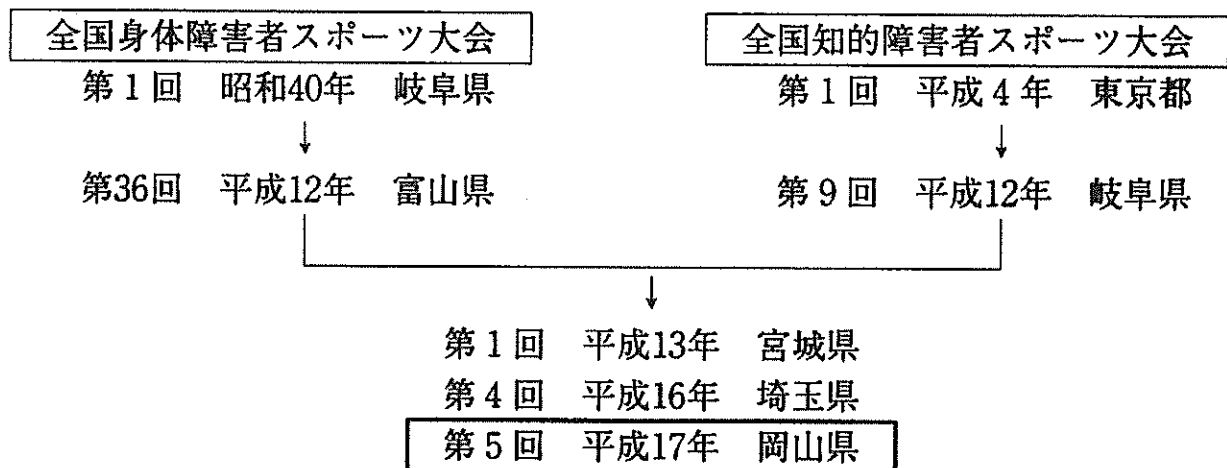 全国身体障害者スポーツ大会
第1回 昭和40年 岐阜県
第36回 平成12年 富山県
全国知的障害者スポーツ大会
第1回 平成4年 東京都
第9回 平成12年 岐阜県
第1回 平成13年 宮城県
第4回 平成16年 埼玉県
第5回 平成17年 岡山県